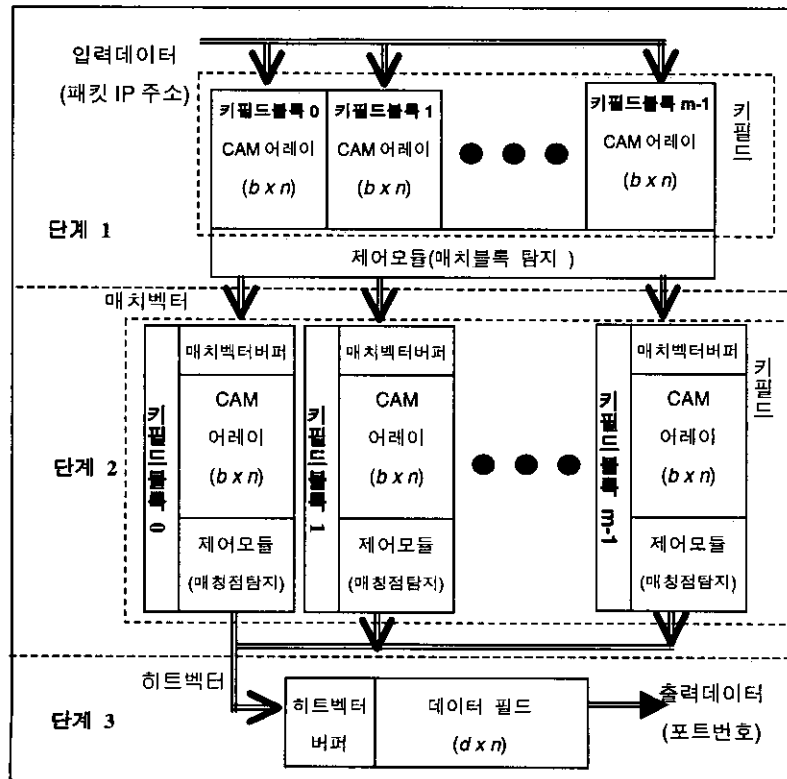 입력데이터
(패킷 IP 주소)
키필드블록 0
CAM 어레이
(b x n)
키필드블록 1
CAM 어레이
(b x n)
키필드블록 m-1
CAM 어레이
(b x n)
키필드
단계 1
제어모듈(매치블록 탐지 )
매치벡터
단계 2
키필드블록 0
매치벡터버퍼
CAM
어레이
(b x n)
제어모듈
(매칭점탐지)
키필드블록 1
매치벡터버퍼
CAM
어레이
(b x n)
제어모듈
(매칭점탐지)
키필드블록 m-1
매치벡터버퍼
CAM
어레이
(b x n)
제어모듈
(매칭점탐지)
키필드
히트벡터
단계 3
히트벡터
버퍼
데이터 필드
(d x n)
출력데이터
(포트번호)